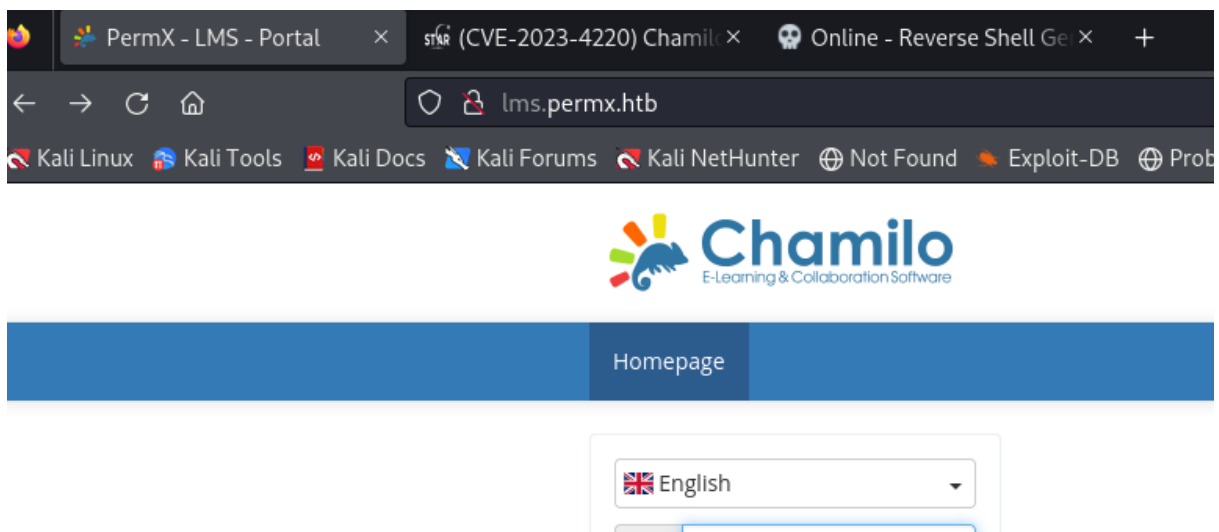 PermX - LMS - Portal
(CVE-2023-4220) Chamil
Online - Reverse Shell Ge
lms.permx.htb
Kali Linux
Kali Tools
Kali Docs
Kali Forums
Kali NetHunter
Not Found
Exploit-DB
Prob
Chamilo
E-Learning & Collaboration Software
Homepage
English